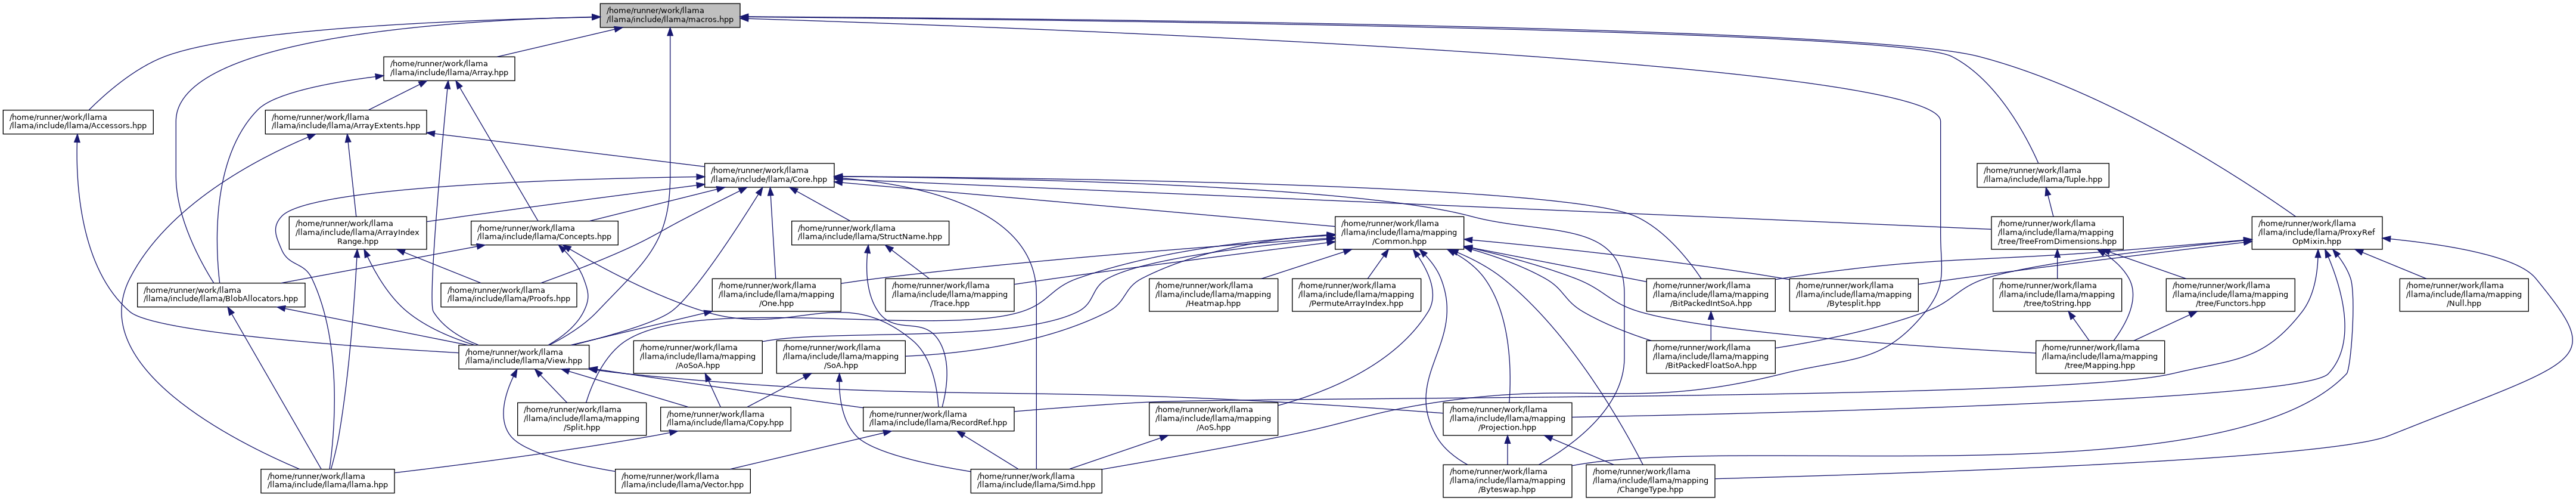 /home/runner/work/llama
/llama/include/llama/macros.hpp
/home/runner/work/llama
/llama/include/llama/Array.hpp
/home/runner/work/llama
/llama/include/llama/Accessors.hpp
/home/runner/work/llama
/llama/include/llama/ArrayExtents.hpp
/home/runner/work/llama
/llama/include/llama/Core.hpp
/home/runner/work/llama
/llama/include/llama/Tuple.hpp
/home/runner/work/llama
/llama/include/llama/ArrayIndex
Range.hpp
/home/runner/work/llama
/llama/include/llama/Concepts.hpp
/home/runner/work/llama
/llama/include/llama/StructName.hpp
/home/runner/work/llama
/llama/include/llama/mapping
/Common.hpp
/home/runner/work/llama
/llama/include/llama/mapping
/tree/TreeFromDimensions.hpp
/home/runner/work/llama
/llama/include/llama/ProxyRef
OpMixin.hpp
/home/runner/work/llama
/llama/include/llama/BlobAllocators.hpp
/home/runner/work/llama
/llama/include/llama/Proofs.hpp
/home/runner/work/llama
/llama/include/llama/mapping
/One.hpp
/home/runner/work/llama
/llama/include/llama/mapping
/Trace.hpp
/home/runner/work/llama
/llama/include/llama/mapping
/Heatmap.hpp
/home/runner/work/llama
/llama/include/llama/mapping
/PermuteArrayIndex.hpp
/home/runner/work/llama
/llama/include/llama/mapping
/BitPackedIntSoA.hpp
/home/runner/work/llama
/llama/include/llama/mapping
/Bytesplit.hpp
/home/runner/work/llama
/llama/include/llama/mapping
/tree/toString.hpp
/home/runner/work/llama
/llama/include/llama/mapping
/tree/Functors.hpp
/home/runner/work/llama
/llama/include/llama/mapping
/Null.hpp
/home/runner/work/llama
/llama/include/llama/View.hpp
/home/runner/work/llama
/llama/include/llama/mapping
/AoSoA.hpp
/home/runner/work/llama
/llama/include/llama/mapping
/SoA.hpp
/home/runner/work/llama
/llama/include/llama/mapping
/BitPackedFloatSoA.hpp
/home/runner/work/llama
/llama/include/llama/mapping
/tree/Mapping.hpp
/home/runner/work/llama
/llama/include/llama/mapping
/Split.hpp
/home/runner/work/llama
/llama/include/llama/Copy.hpp
/home/runner/work/llama
/llama/include/llama/RecordRef.hpp
/home/runner/work/llama
/llama/include/llama/mapping
/AoS.hpp
/home/runner/work/llama
/llama/include/llama/mapping
/Projection.hpp
/home/runner/work/llama
/llama/include/llama/llama.hpp
/home/runner/work/llama
/llama/include/llama/Vector.hpp
/home/runner/work/llama
/llama/include/llama/Simd.hpp
/home/runner/work/llama
/llama/include/llama/mapping
/Byteswap.hpp
/home/runner/work/llama
/llama/include/llama/mapping
/ChangeType.hpp